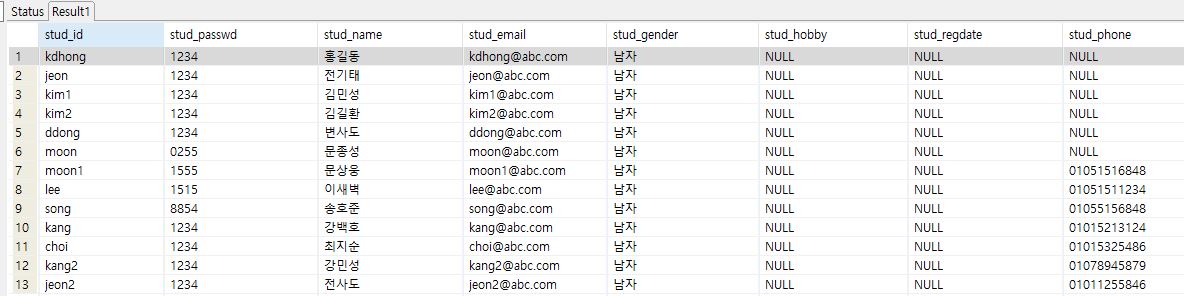 Status Result1
stud_id stud_passwd stud_name stud_email stud_gender stud_hobby stud_regdate stud_phone
1 kdhong 1234 홍길동 kdhong@abc.com 남자 NULL NULL NULL
2 jeon 1234 전기태 jeon@abc.com 남자 NULL NULL NULL
3 kim1 1234 김민성 kim1@abc.com 남자 NULL NULL NULL
4 kim2 1234 김길환 kim2@abc.com 남자 NULL NULL NULL
5 ddong 1234 변사도 ddong@abc.com 남자 NULL NULL NULL
6 moon 0255 문종성 moon@abc.com 남자 NULL NULL NULL
7 moon1 1555 문상웅 moon1@abc.com 남자 NULL NULL 01051516848
8 lee 1515 이새벽 lee@abc.com 남자 NULL NULL 01051511234
9 song 8854 송호준 song@abc.com 남자 NULL NULL 01055156848
10 kang 1234 강백호 kang@abc.com 남자 NULL NULL 01015213124
11 choi 1234 최지순 choi@abc.com 남자 NULL NULL 01015325486
12 kang2 1234 강민성 kang2@abc.com 남자 NULL NULL 01078945879
13 jeon2 1234 전사도 jeon2@abc.com 남자 NULL NULL 01011255846